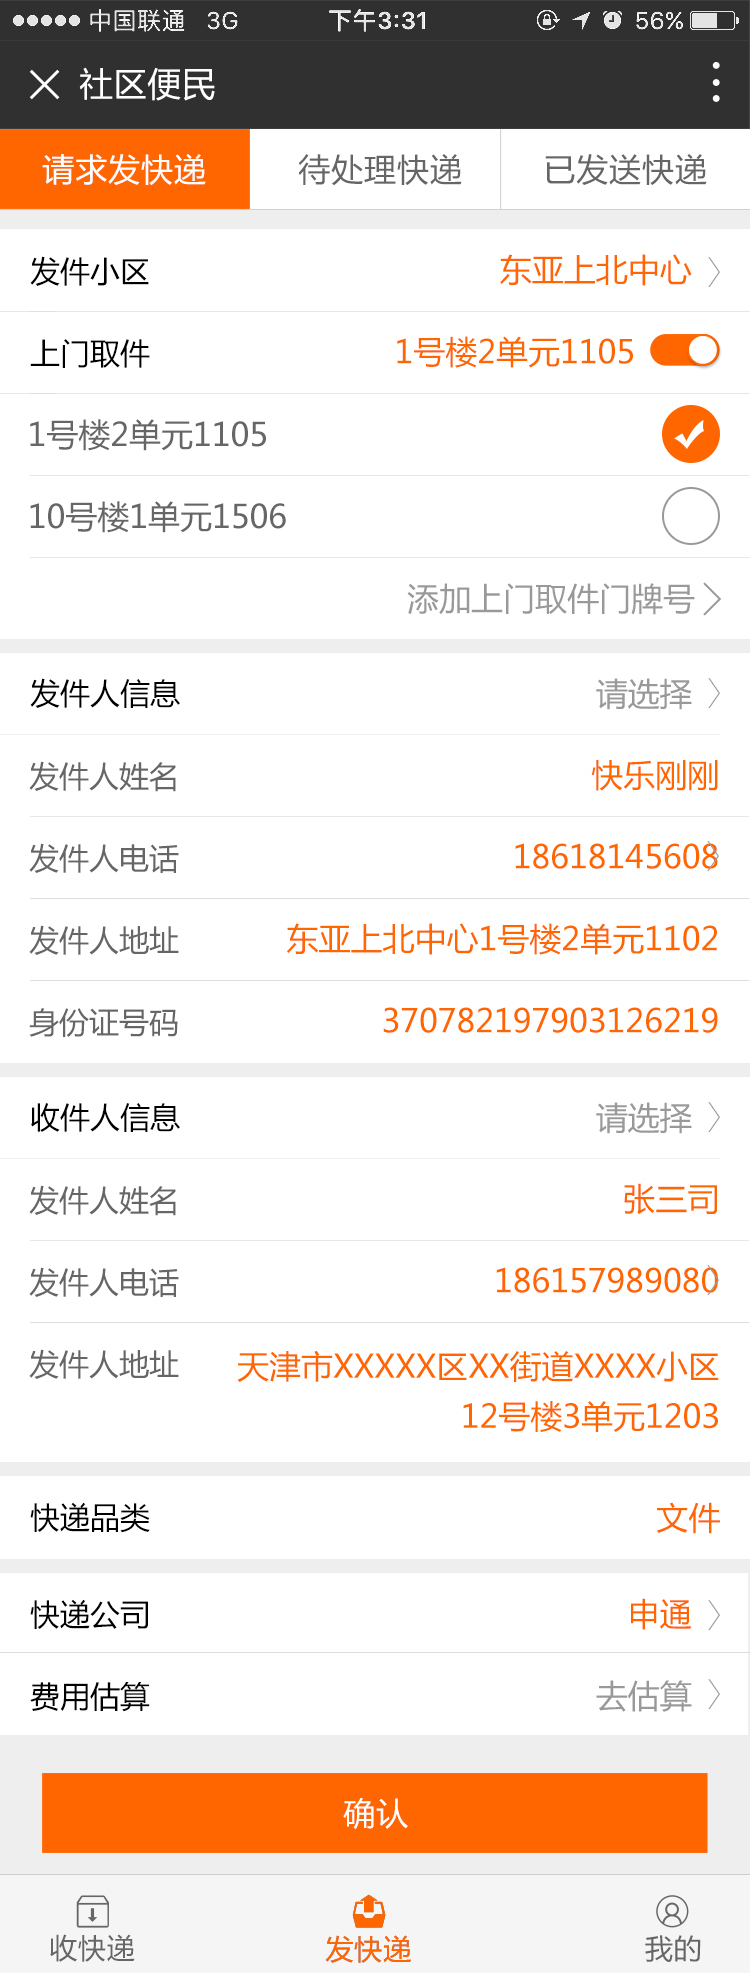 中国联通 3G 下午3:31 56%
社区便民
请求发快递 待处理快递 已发送快递
发件小区 东亚上北中心
上门取件 1号楼2单元1105
1号楼2单元1105
10号楼1单元1506
添加上门取件门牌号
发件人信息 请选择
发件人姓名 快乐刚刚
发件人电话 18618145608
发件人地址 东亚上北中心1号楼2单元1102
身份证号码 370782197903126219
收件人信息 请选择
发件人姓名 张三司
发件人电话 186157989080
发件人地址 天津市XXXXX区XX街道XXXX小区
12号楼3单元1203
快递品类 文件
快递公司 申通
费用估算 去估算
确认
收快递 发快递 我的